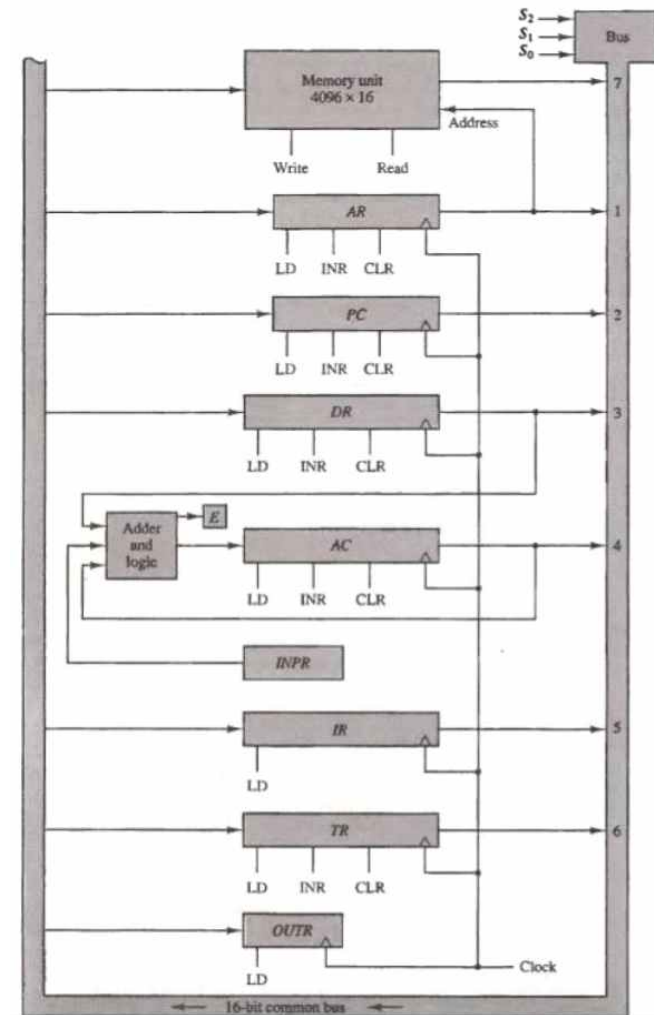 S₂
S₁
S₀
Bus
Memory unit
4096 × 16
7
Address
Write
Read
AR
1
LD
INR
CLR
PC
2
LD
INR
CLR
DR
3
LD
INR
CLR
Adder
and
logic
E
AC
4
LD
INR
CLR
INPR
IR
5
LD
TR
6
LD
INR
CLR
OUTR
LD
Clock
16-bit common bus